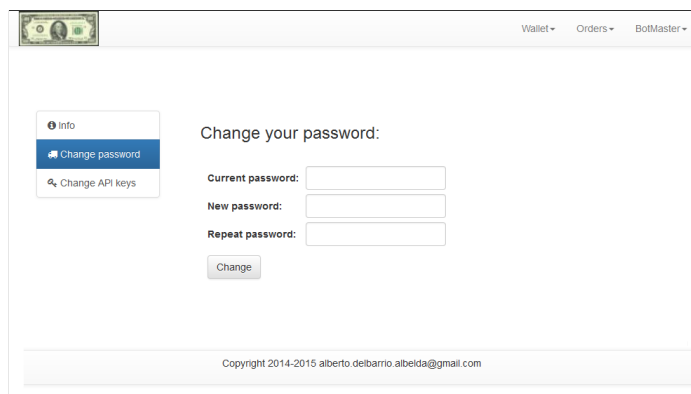 Wallet Orders BotMaster
Info
Change password
Change API keys
Change your password:
Current password:
New password:
Repeat password:
Change
Copyright 2014-2015 alberto.delbarrio.albelda@gmail.com